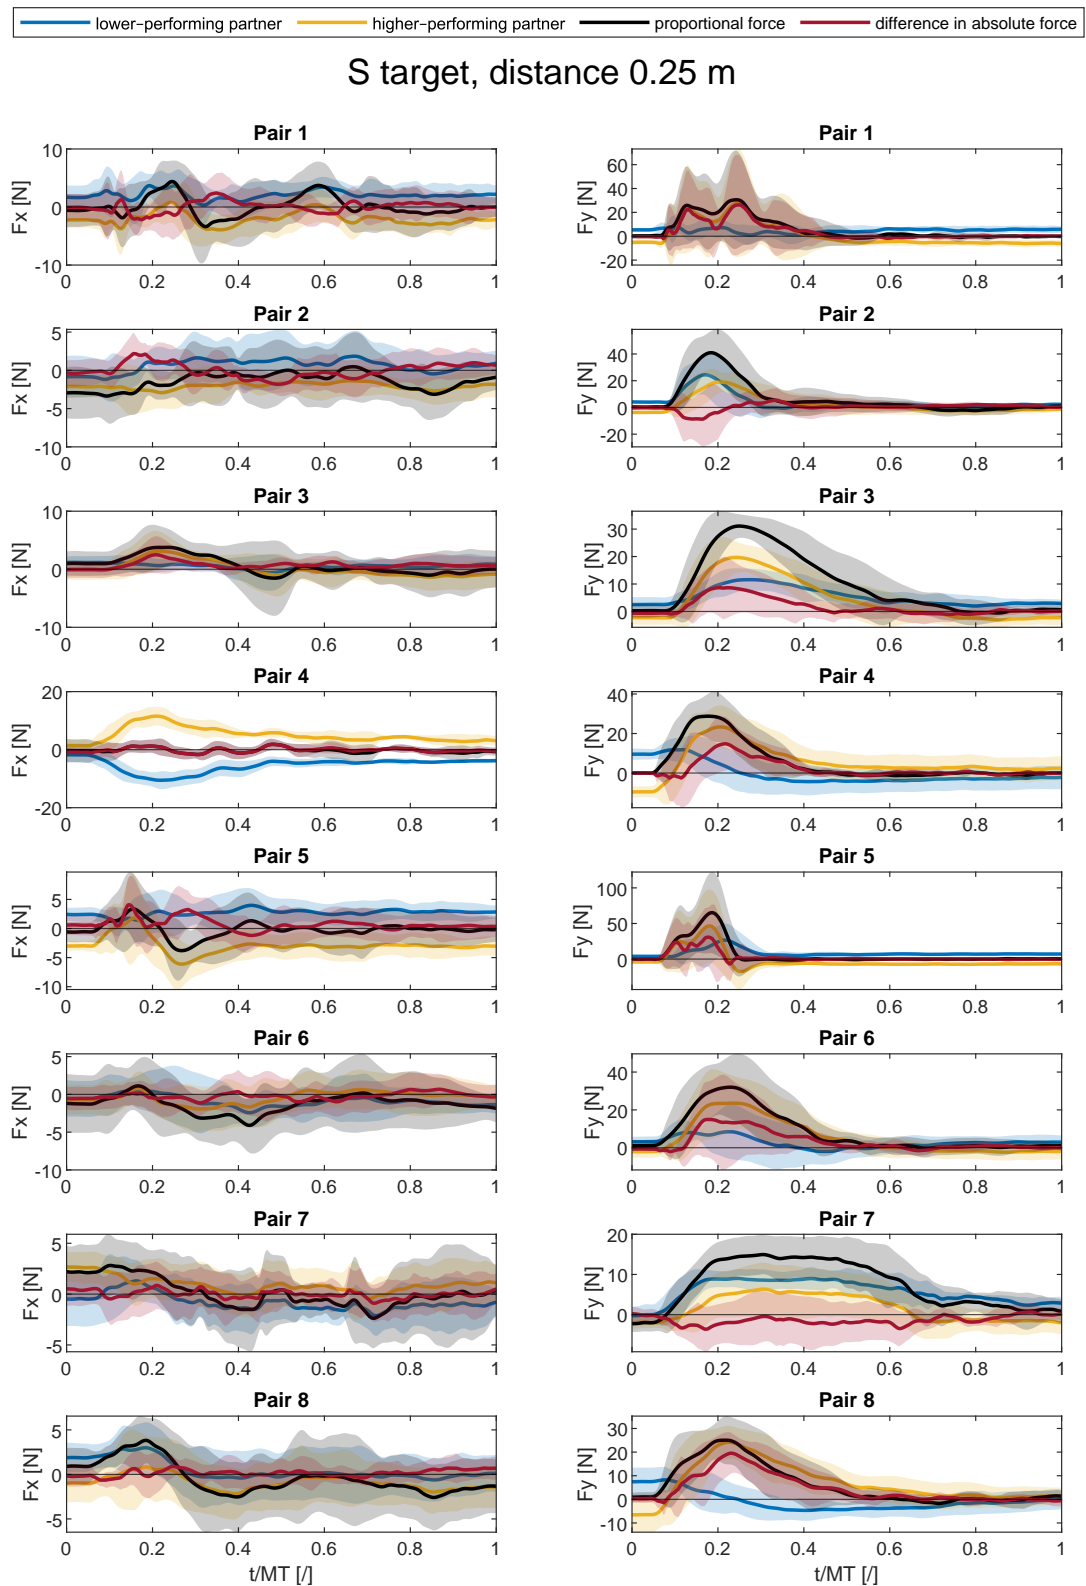 lower−performing partner higher−performing partner proportional force difference in absolute force
S target, distance 0.25 m
Pair 1 Pair 1
10
0
-10
Fx [N]
0 0.2 0.4 0.6 0.8 1
60
40
20
0
-20
Fy [N]
0 0.2 0.4 0.6 0.8 1
Pair 2 Pair 2
5
0
-5
-10
Fx [N]
0 0.2 0.4 0.6 0.8 1
40
20
0
-20
Fy [N]
0 0.2 0.4 0.6 0.8 1
Pair 3 Pair 3
10
0
-10
Fx [N]
0 0.2 0.4 0.6 0.8 1
30
20
10
0
Fy [N]
0 0.2 0.4 0.6 0.8 1
Pair 4 Pair 4
20
0
-20
Fx [N]
0 0.2 0.4 0.6 0.8 1
40
20
0
Fy [N]
0 0.2 0.4 0.6 0.8 1
Pair 5 Pair 5
5
0
-5
-10
Fx [N]
0 0.2 0.4 0.6 0.8 1
100
50
0
Fy [N]
0 0.2 0.4 0.6 0.8 1
Pair 6 Pair 6
5
0
-5
-10
Fx [N]
0 0.2 0.4 0.6 0.8 1
40
20
0
Fy [N]
0 0.2 0.4 0.6 0.8 1
Pair 7 Pair 7
5
0
-5
Fx [N]
0 0.2 0.4 0.6 0.8 1
20
10
0
Fy [N]
0 0.2 0.4 0.6 0.8 1
Pair 8 Pair 8
5
0
-5
Fx [N]
0 0.2 0.4 0.6 0.8 1
t/MT [/]
30
20
10
0
-10
Fy [N]
0 0.2 0.4 0.6 0.8 1
t/MT [/]